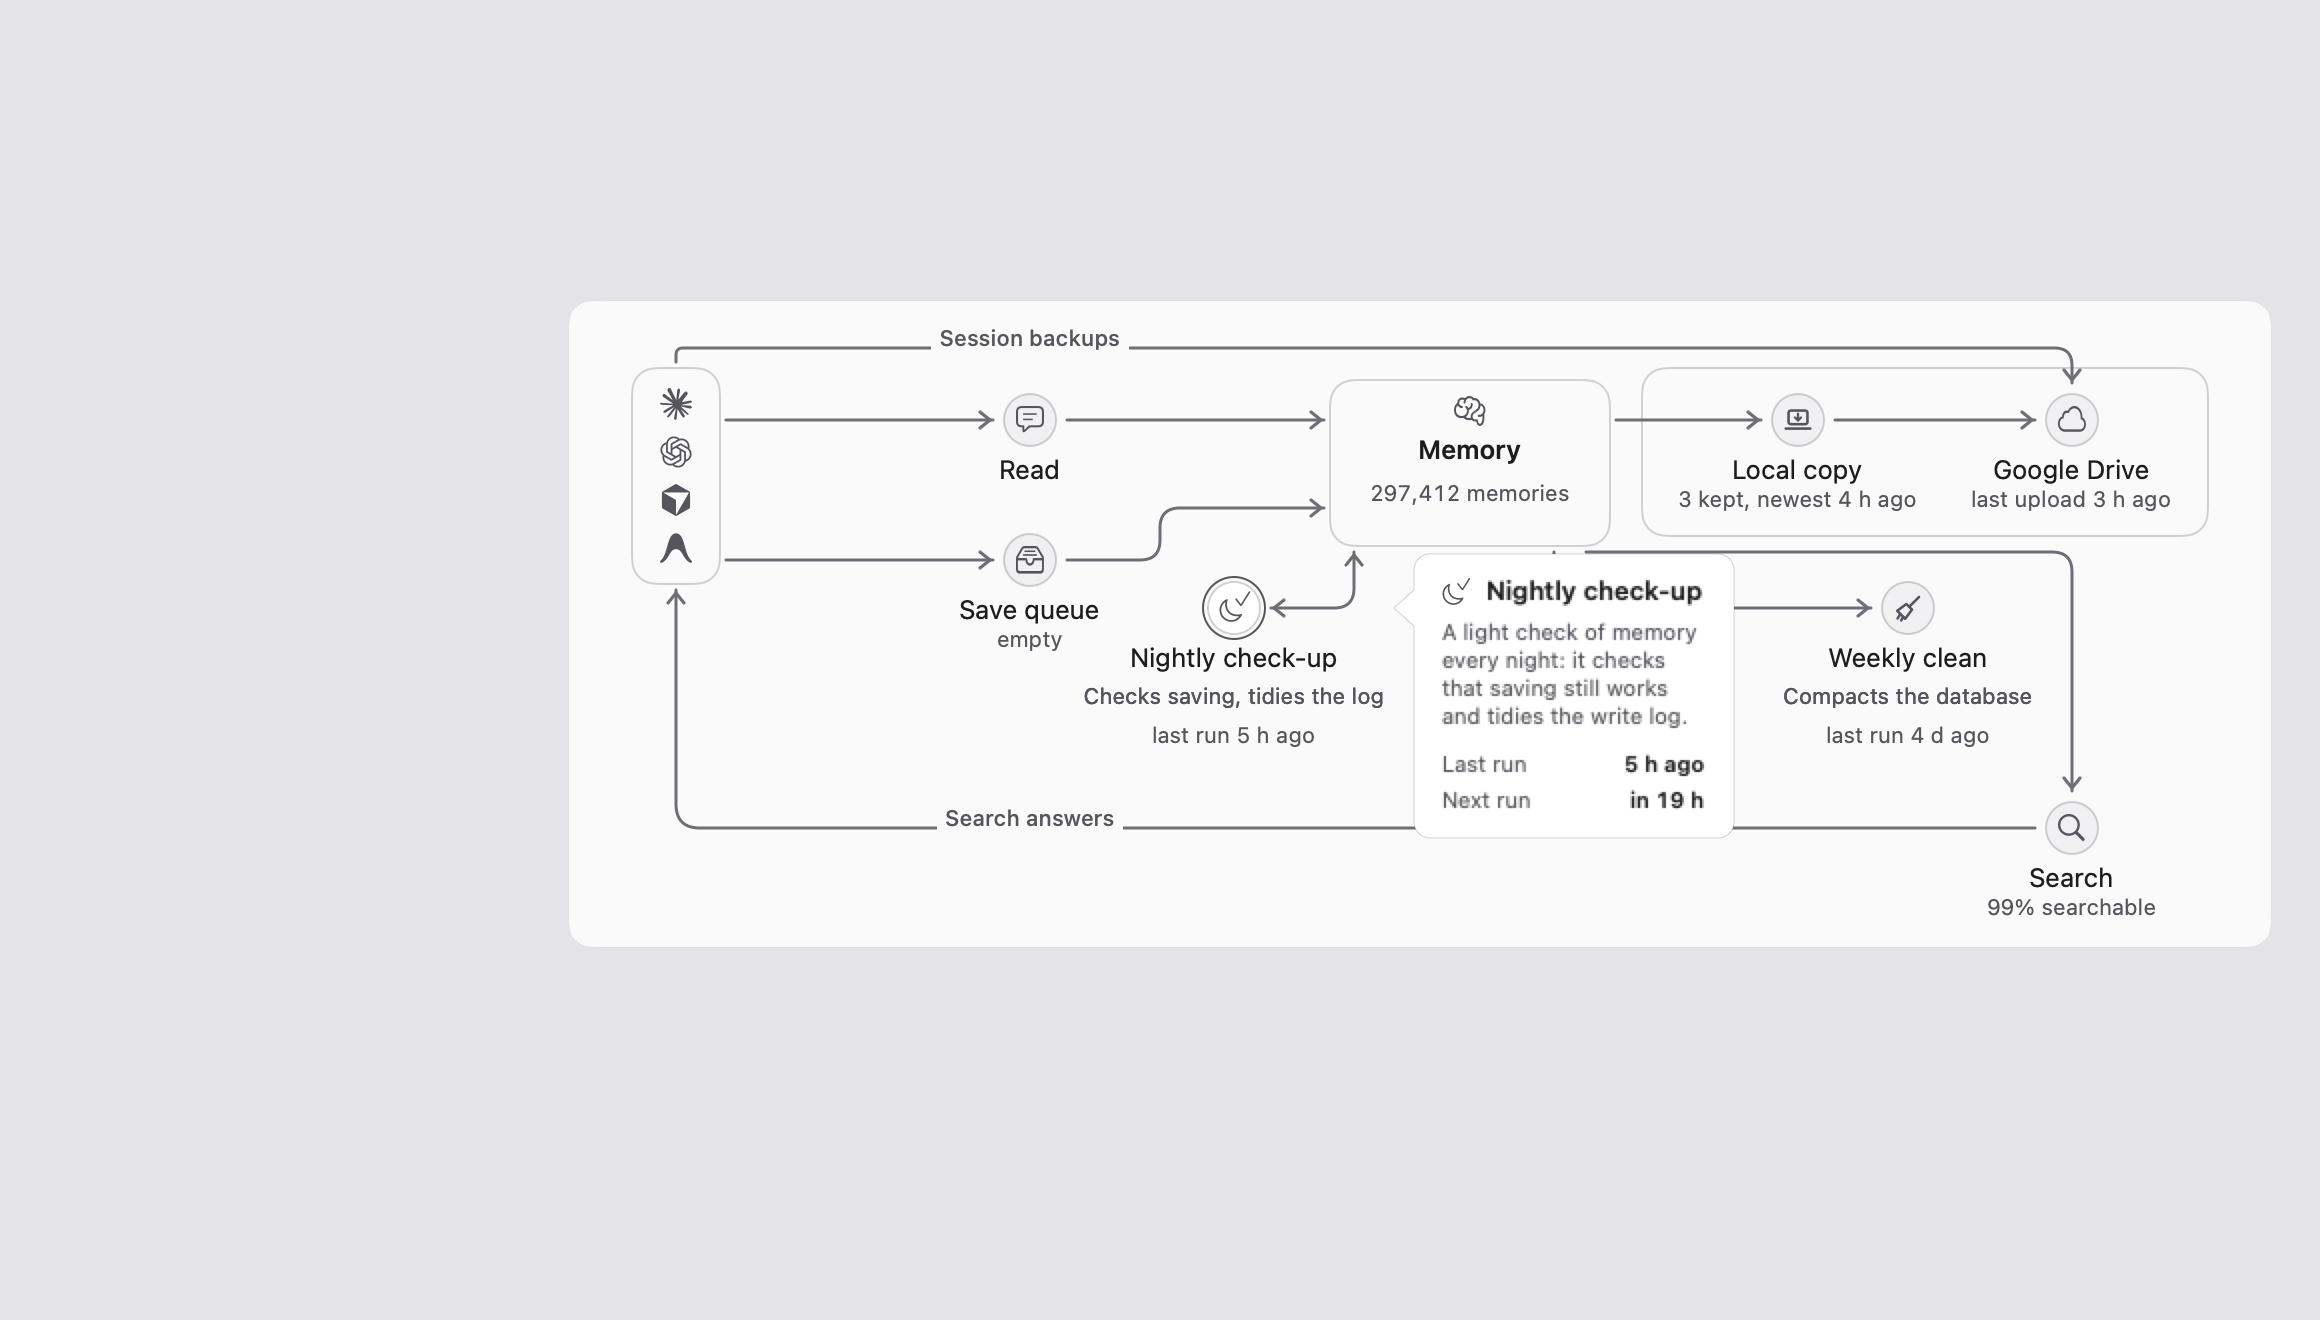 Session backups
Read
Memory
297,412 memories
Local copy
3 kept, newest 4 h ago
Google Drive
last upload 3 h ago
Save queue
empty
Nightly check-up
Checks saving, tidies the log
last run 5 h ago
Nightly check-up
A light check of memory
every night: it checks
that saving still works
and tidies the write log.
Last run 5 h ago
Next run in 19 h
Weekly clean
Compacts the database
last run 4 d ago
Search answers
Search
99% searchable